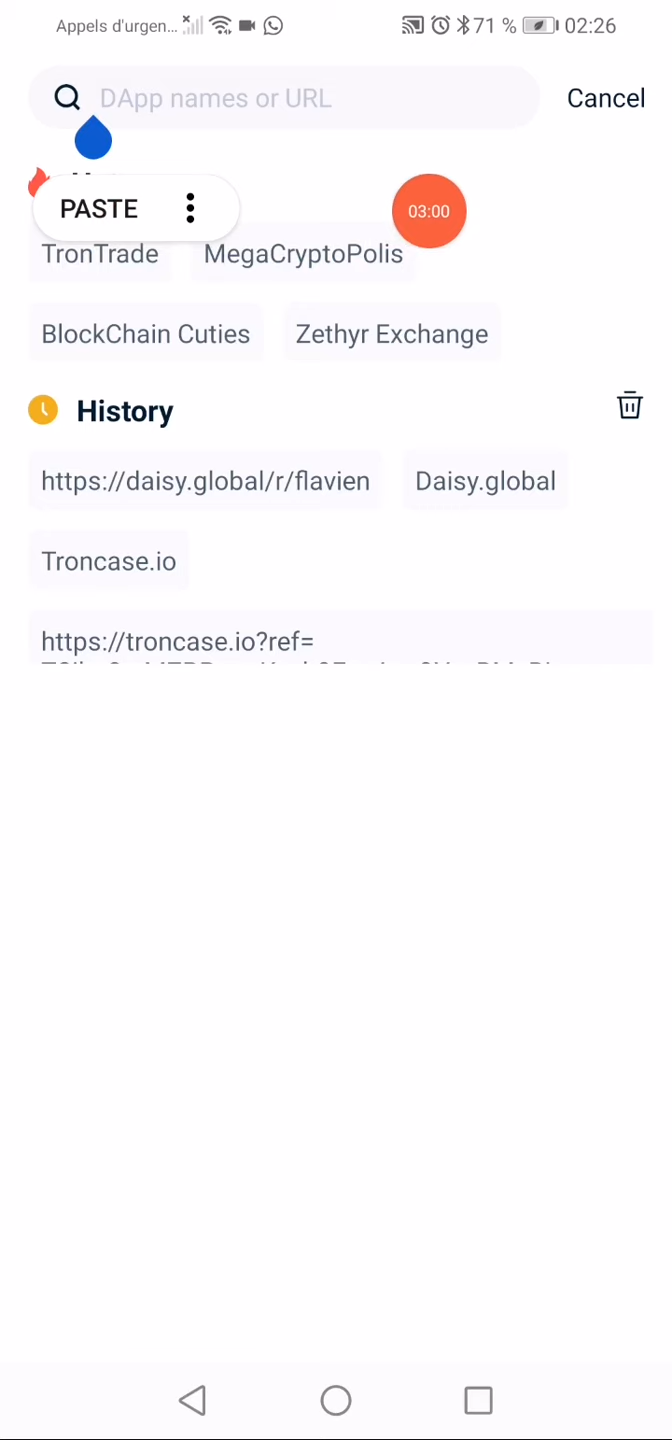 Appels d'urgen... 71 % 02:26
DApp names or URL Cancel
PASTE 03:00
TronTrade MegaCryptoPolis
BlockChain Cuties Zethyr Exchange
History
https://daisy.global/r/flavien Daisy.global
Troncase.io
https://troncase.io?ref=